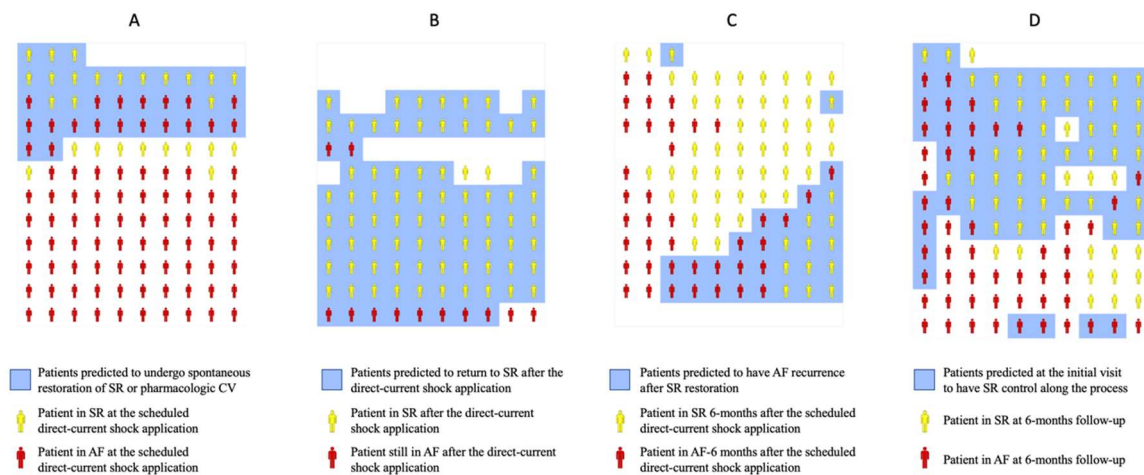 A
B
C
D
Patients predicted to undergo spontaneous
restoration of SR or pharmacologic CV
Patient in SR at the scheduled
direct-current shock application
Patient in AF at the scheduled
direct-current shock application
Patients predicted to return to SR after the
direct-current shock application
Patient in SR after the direct-current
shock application
Patient still in AF after the direct-current
shock application
Patients predicted to have AF recurrence
after SR restoration
Patient in SR 6-months after the scheduled
direct-current shock application
Patient in AF-6 months after the scheduled
direct-current shock application
Patients predicted at the initial visit
to have SR control along the process
Patient in SR at 6-months follow-up
Patient in AF at 6-months follow-up